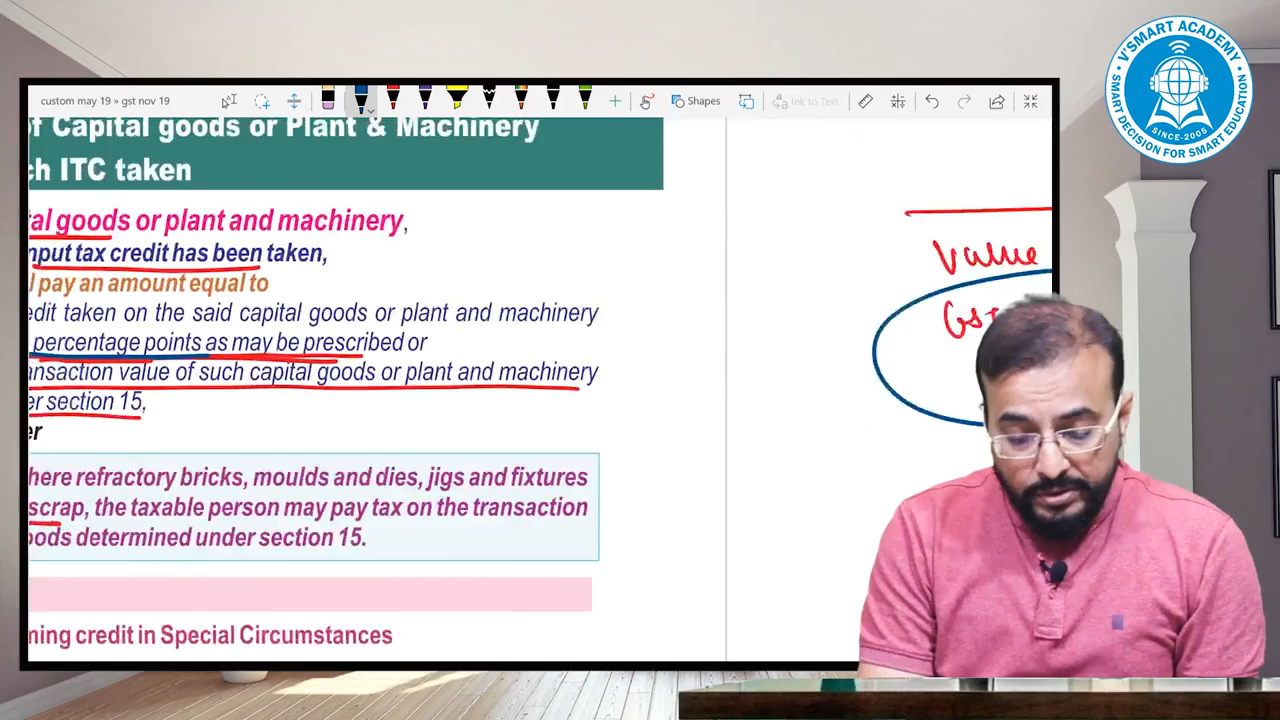 custom may 19 » gst nov 19
Shapes
Ink to Text
of Capital goods or Plant & Machinery
ch ITC taken
tal goods or plant and machinery,
nput tax credit has been taken,
l pay an amount equal to
edit taken on the said capital goods or plant and machinery
percentage points as may be prescribed or
ansaction value of such capital goods or plant and machinery
er section 15,
er
here refractory bricks, moulds and dies, jigs and fixtures
scrap, the taxable person may pay tax on the transaction
oods determined under section 15.
ming credit in Special Circumstances
Value
V'SMART ACADEMY
SINCE-2005
SMART DECISION FOR SMART EDUCATION